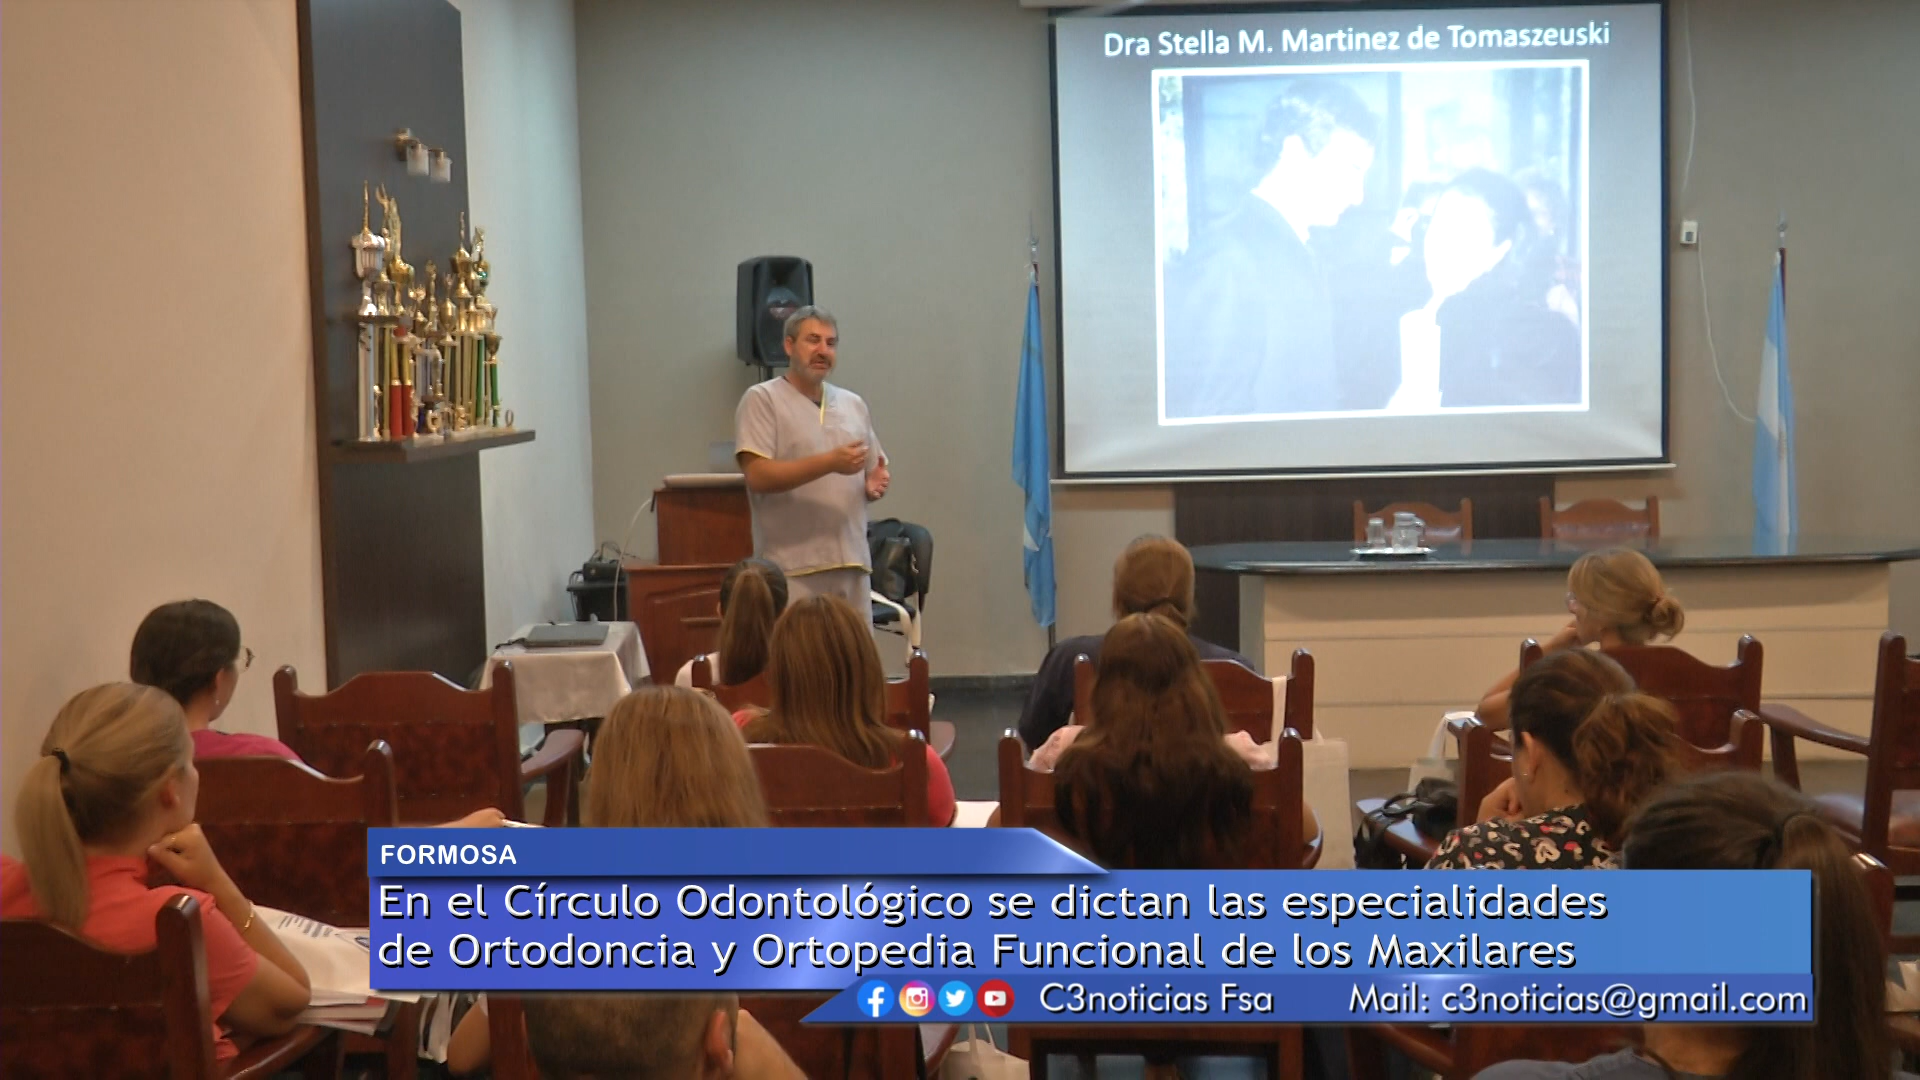 Dra Stella M. Martinez de Tomaszeuski
FORMOSA
En el Círculo Odontológico se dictan las especialidades
de Ortodoncia y Ortopedia Funcional de los Maxilares
C3noticias Fsa Mail: c3noticias@gmail.com